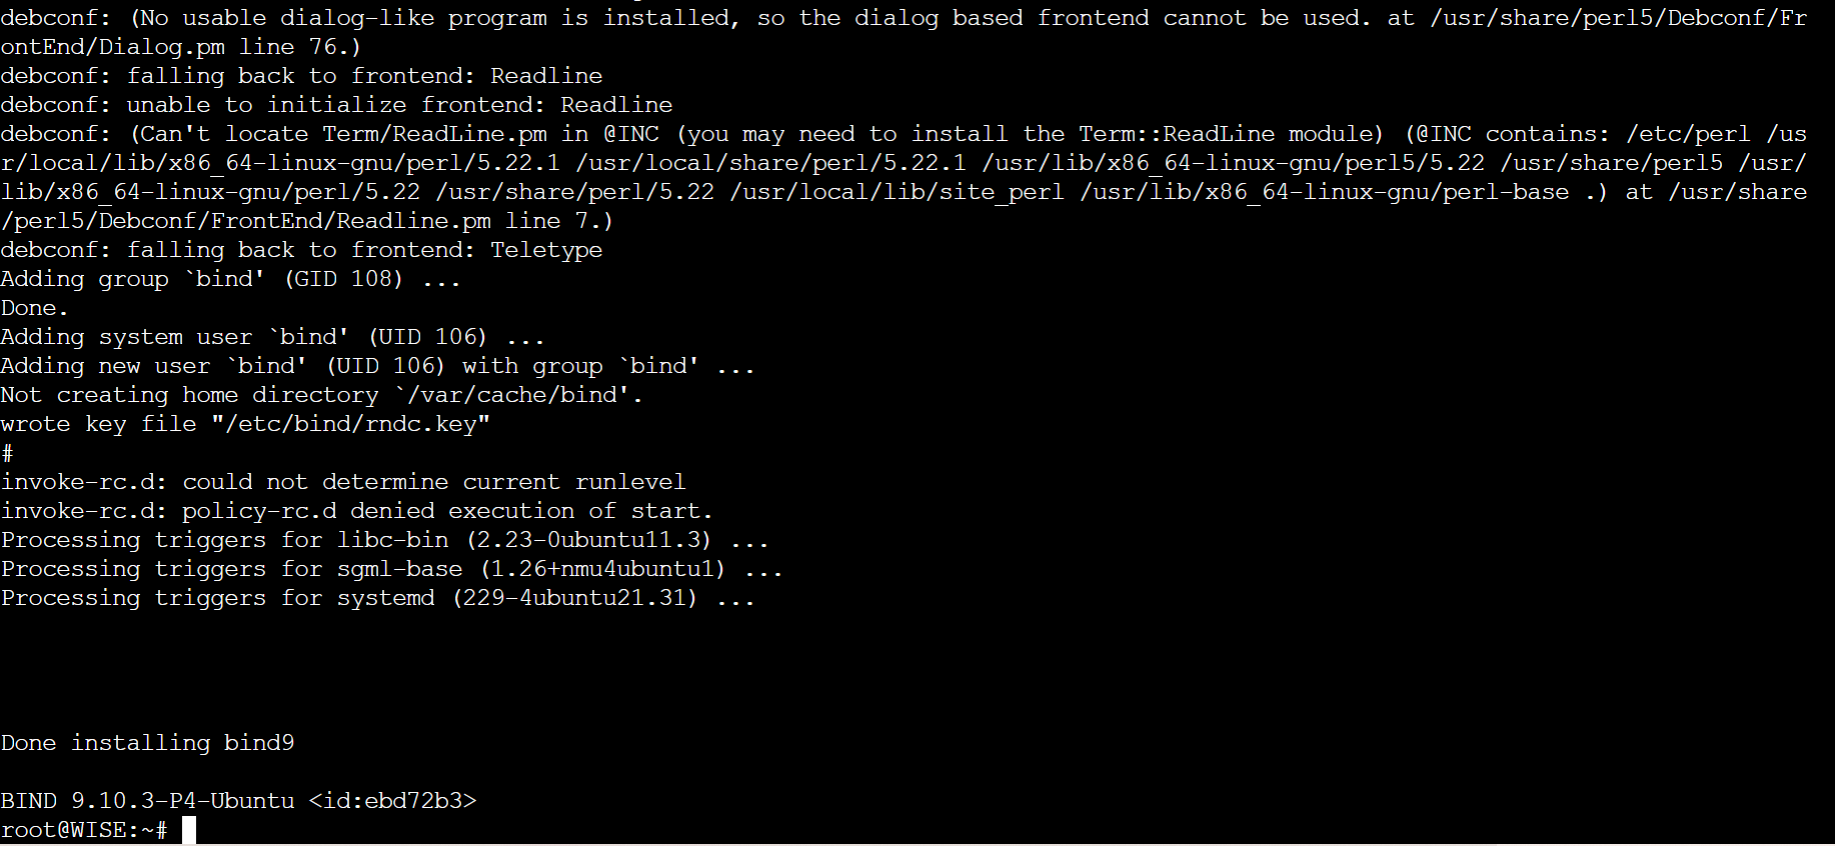 debconf: (No usable dialog-like program is installed, so the dialog based frontend cannot be used. at /usr/share/perl5/Debconf/Fr
ontEnd/Dialog.pm line 76.)
debconf: falling back to frontend: Readline
debconf: unable to initialize frontend: Readline
debconf: (Can't locate Term/ReadLine.pm in @INC (you may need to install the Term::ReadLine module) (@INC contains: /etc/perl /us
r/local/lib/x86_64-linux-gnu/perl/5.22.1 /usr/local/share/perl/5.22.1 /usr/lib/x86_64-linux-gnu/perl5/5.22 /usr/share/perl5 /usr/
lib/x86_64-linux-gnu/perl/5.22 /usr/share/perl/5.22 /usr/local/lib/site_perl /usr/lib/x86_64-linux-gnu/perl-base .) at /usr/share
/perl5/Debconf/FrontEnd/Readline.pm line 7.)
debconf: falling back to frontend: Teletype
Adding group `bind' (GID 108) ...
Done.
Adding system user `bind' (UID 106) ...
Adding new user `bind' (UID 106) with group `bind' ...
Not creating home directory `/var/cache/bind'.
wrote key file "/etc/bind/rndc.key"
#
invoke-rc.d: could not determine current runlevel
invoke-rc.d: policy-rc.d denied execution of start.
Processing triggers for libc-bin (2.23-0ubuntu11.3) ...
Processing triggers for sgml-base (1.26+nmu4ubuntu1) ...
Processing triggers for systemd (229-4ubuntu21.31) ...
Done installing bind9
BIND 9.10.3-P4-Ubuntu <id:ebd72b3>
root@WISE:~#